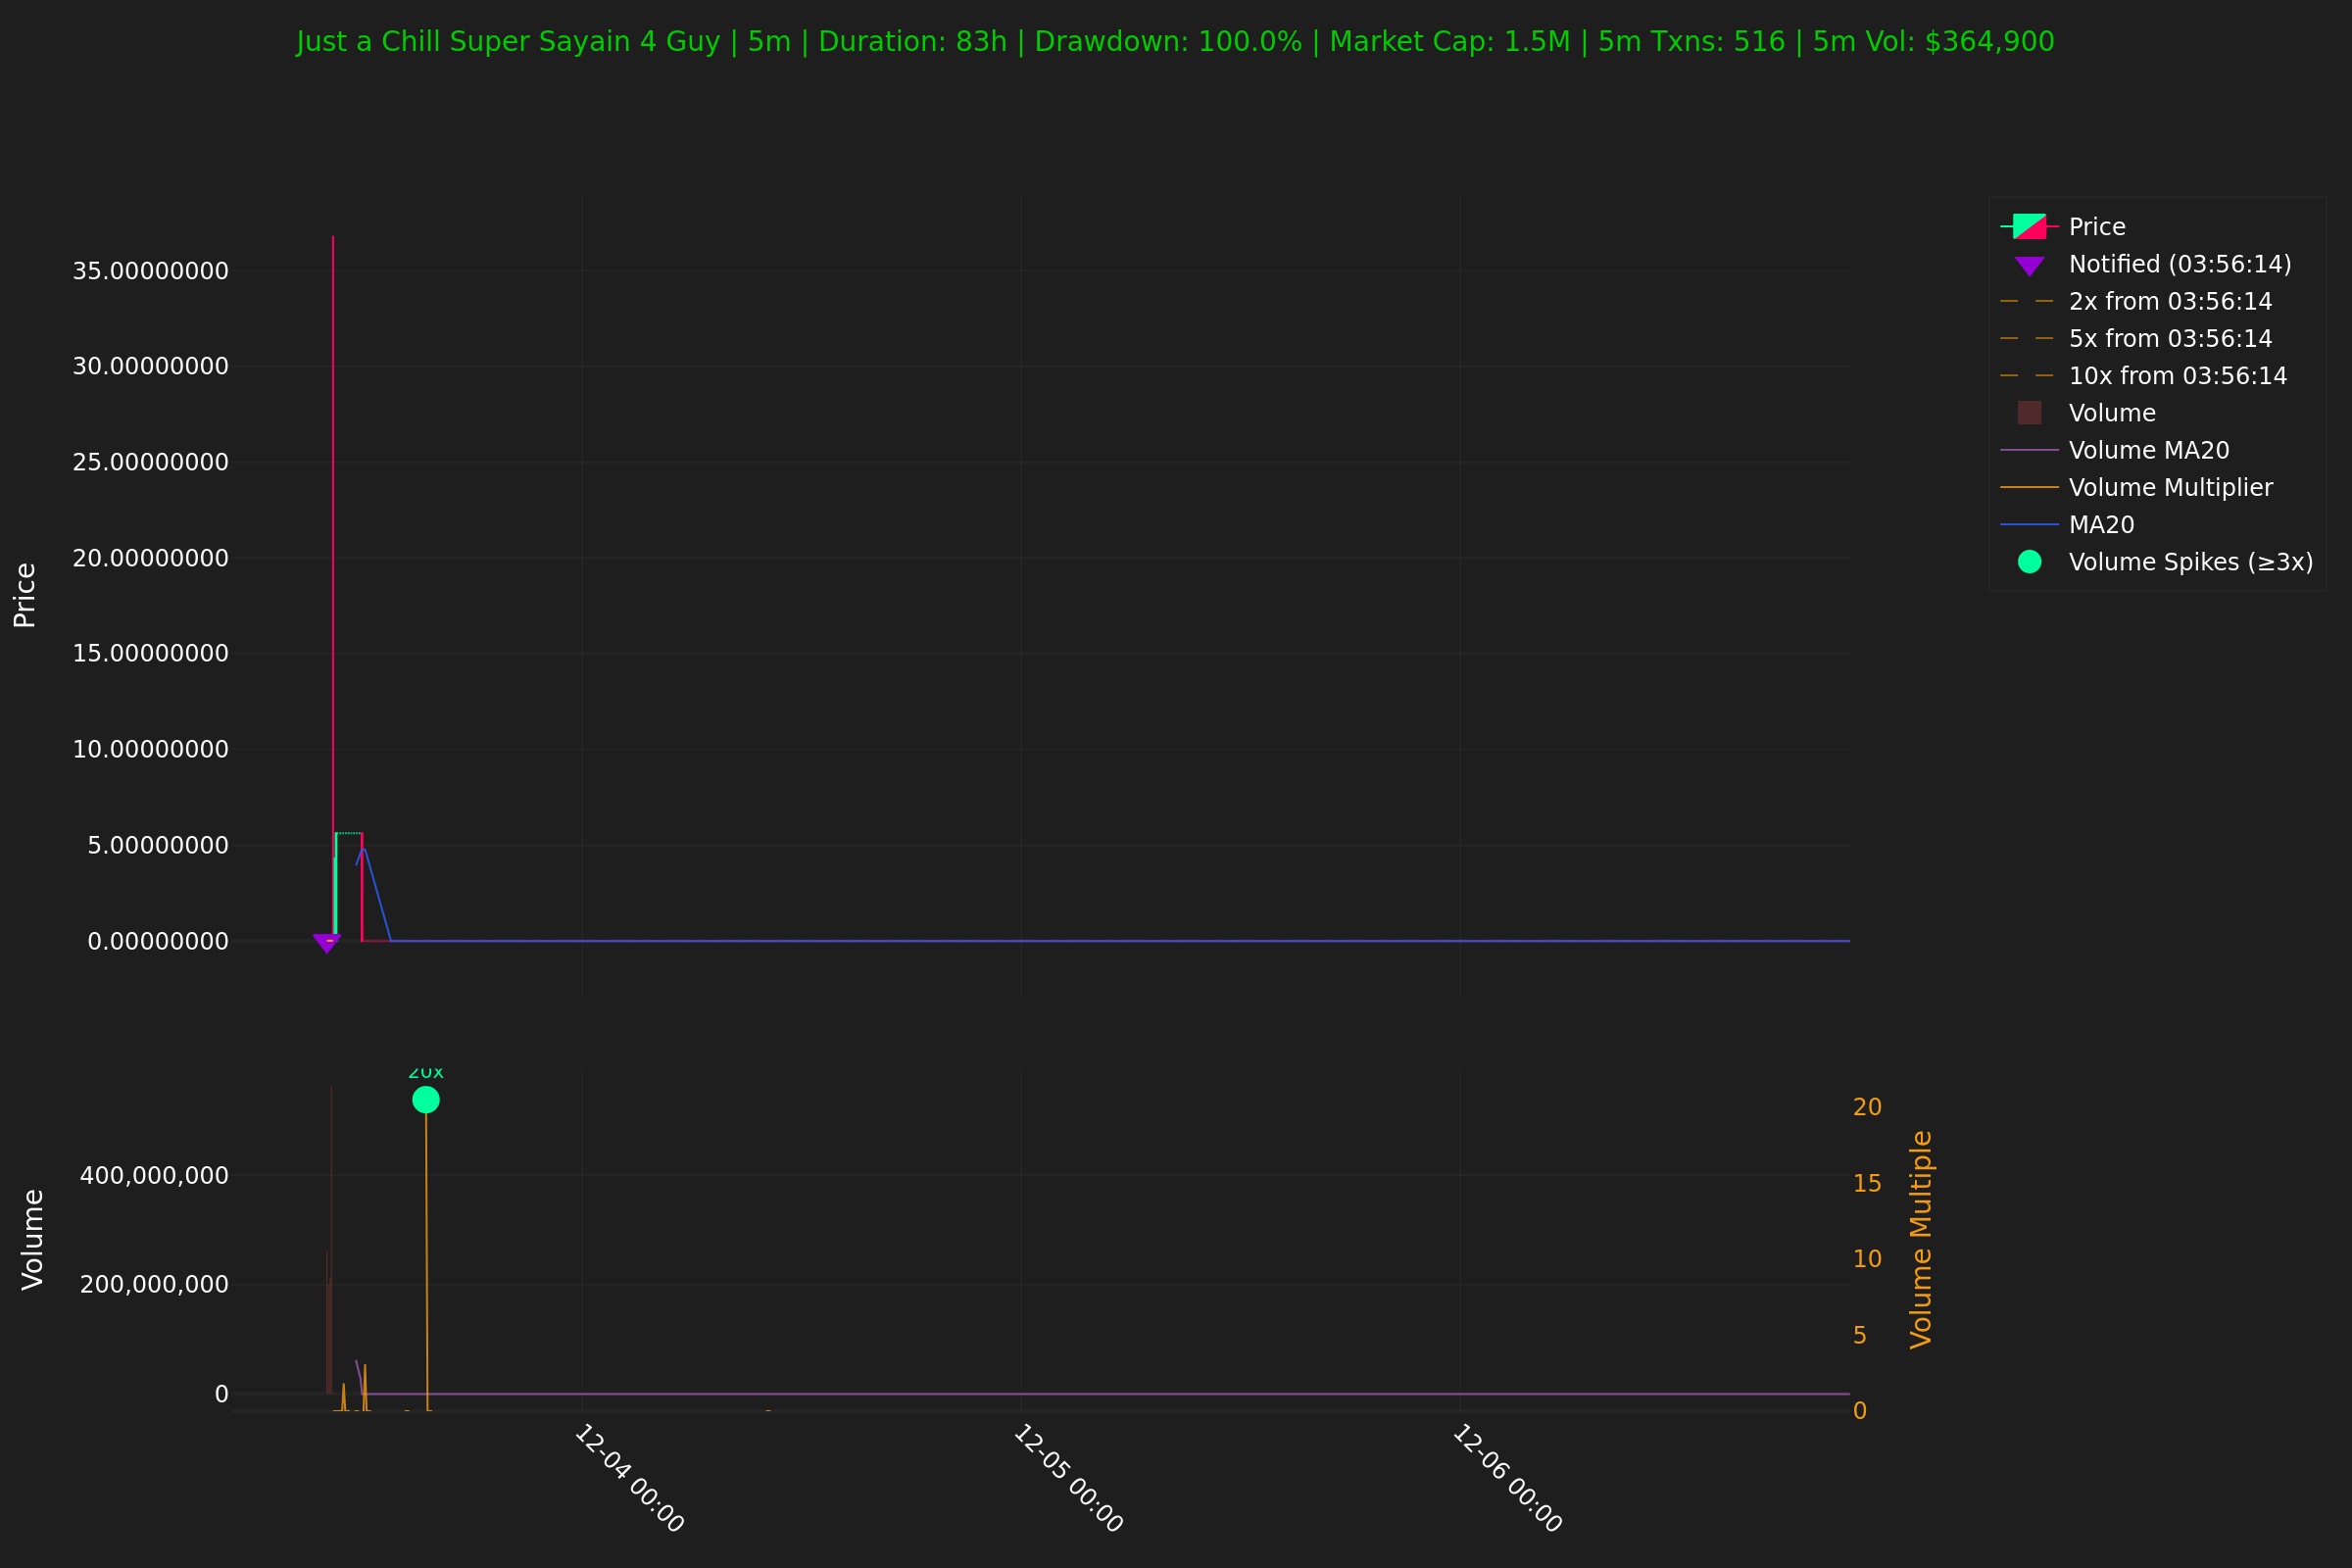 Just a Chill Super Sayain 4 Guy | 5m | Duration: 83h | Drawdown: 100.0% | Market Cap: 1.5M | 5m Txns: 516 | 5m Vol: $364,900
Price
35.00000000
30.00000000
25.00000000
20.00000000
15.00000000
10.00000000
5.00000000
0.00000000
Price
Notified (03:56:14)
2x from 03:56:14
5x from 03:56:14
10x from 03:56:14
Volume
Volume MA20
Volume Multiplier
MA20
Volume Spikes (≥3x)
20x
Volume
400,000,000
200,000,000
0
20
15
10
5
0
Volume Multiple
12-04 00:00
12-05 00:00
12-06 00:00